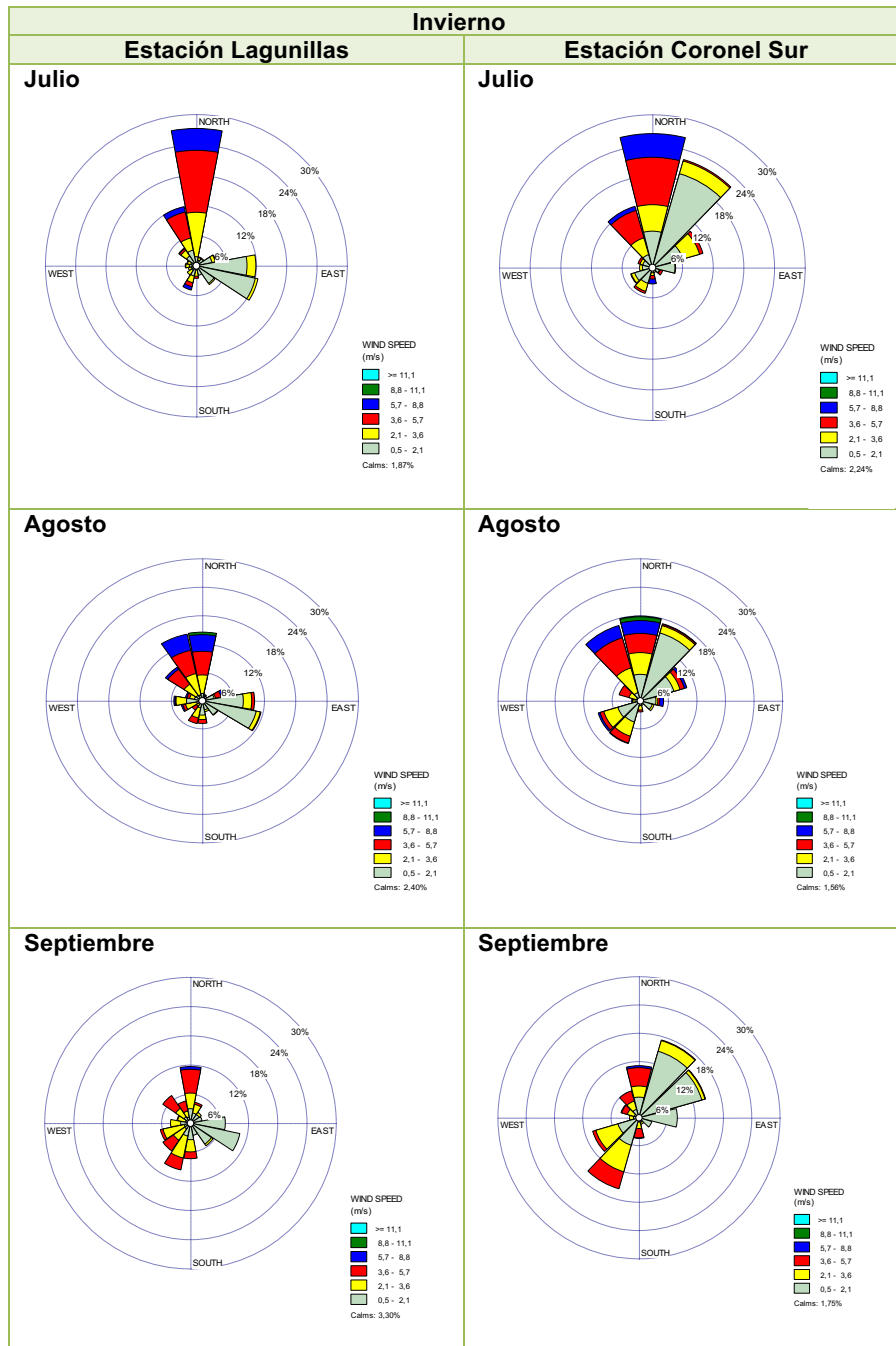 Invierno
Estación Lagunillas
Estación Coronel Sur
Julio
NORTH
30%
24%
18%
12%
6%
WEST
EAST
SOUTH
WIND SPEED
(m/s)
>= 11,1
8,8 - 11,1
5,7 - 8,8
3,6 - 5,7
2,1 - 3,6
0,5 - 2,1
Calms: 1,87%
Julio
NORTH
30%
24%
18%
12%
6%
WEST
EAST
SOUTH
WIND SPEED
(m/s)
>= 11,1
8,8 - 11,1
5,7 - 8,8
3,6 - 5,7
2,1 - 3,6
0,5 - 2,1
Calms: 2,24%
Agosto
NORTH
30%
24%
18%
12%
6%
WEST
EAST
SOUTH
WIND SPEED
(m/s)
>= 11,1
8,8 - 11,1
5,7 - 8,8
3,6 - 5,7
2,1 - 3,6
0,5 - 2,1
Calms: 2,40%
Agosto
NORTH
30%
24%
18%
12%
6%
WEST
EAST
SOUTH
WIND SPEED
(m/s)
>= 11,1
8,8 - 11,1
5,7 - 8,8
3,6 - 5,7
2,1 - 3,6
0,5 - 2,1
Calms: 1,56%
Septiembre
NORTH
30%
24%
18%
12%
6%
WEST
EAST
SOUTH
WIND SPEED
(m/s)
>= 11,1
8,8 - 11,1
5,7 - 8,8
3,6 - 5,7
2,1 - 3,6
0,5 - 2,1
Calms: 3,30%
Septiembre
NORTH
30%
24%
18%
12%
6%
WEST
EAST
SOUTH
WIND SPEED
(m/s)
>= 11,1
8,8 - 11,1
5,7 - 8,8
3,6 - 5,7
2,1 - 3,6
0,5 - 2,1
Calms: 1,75%